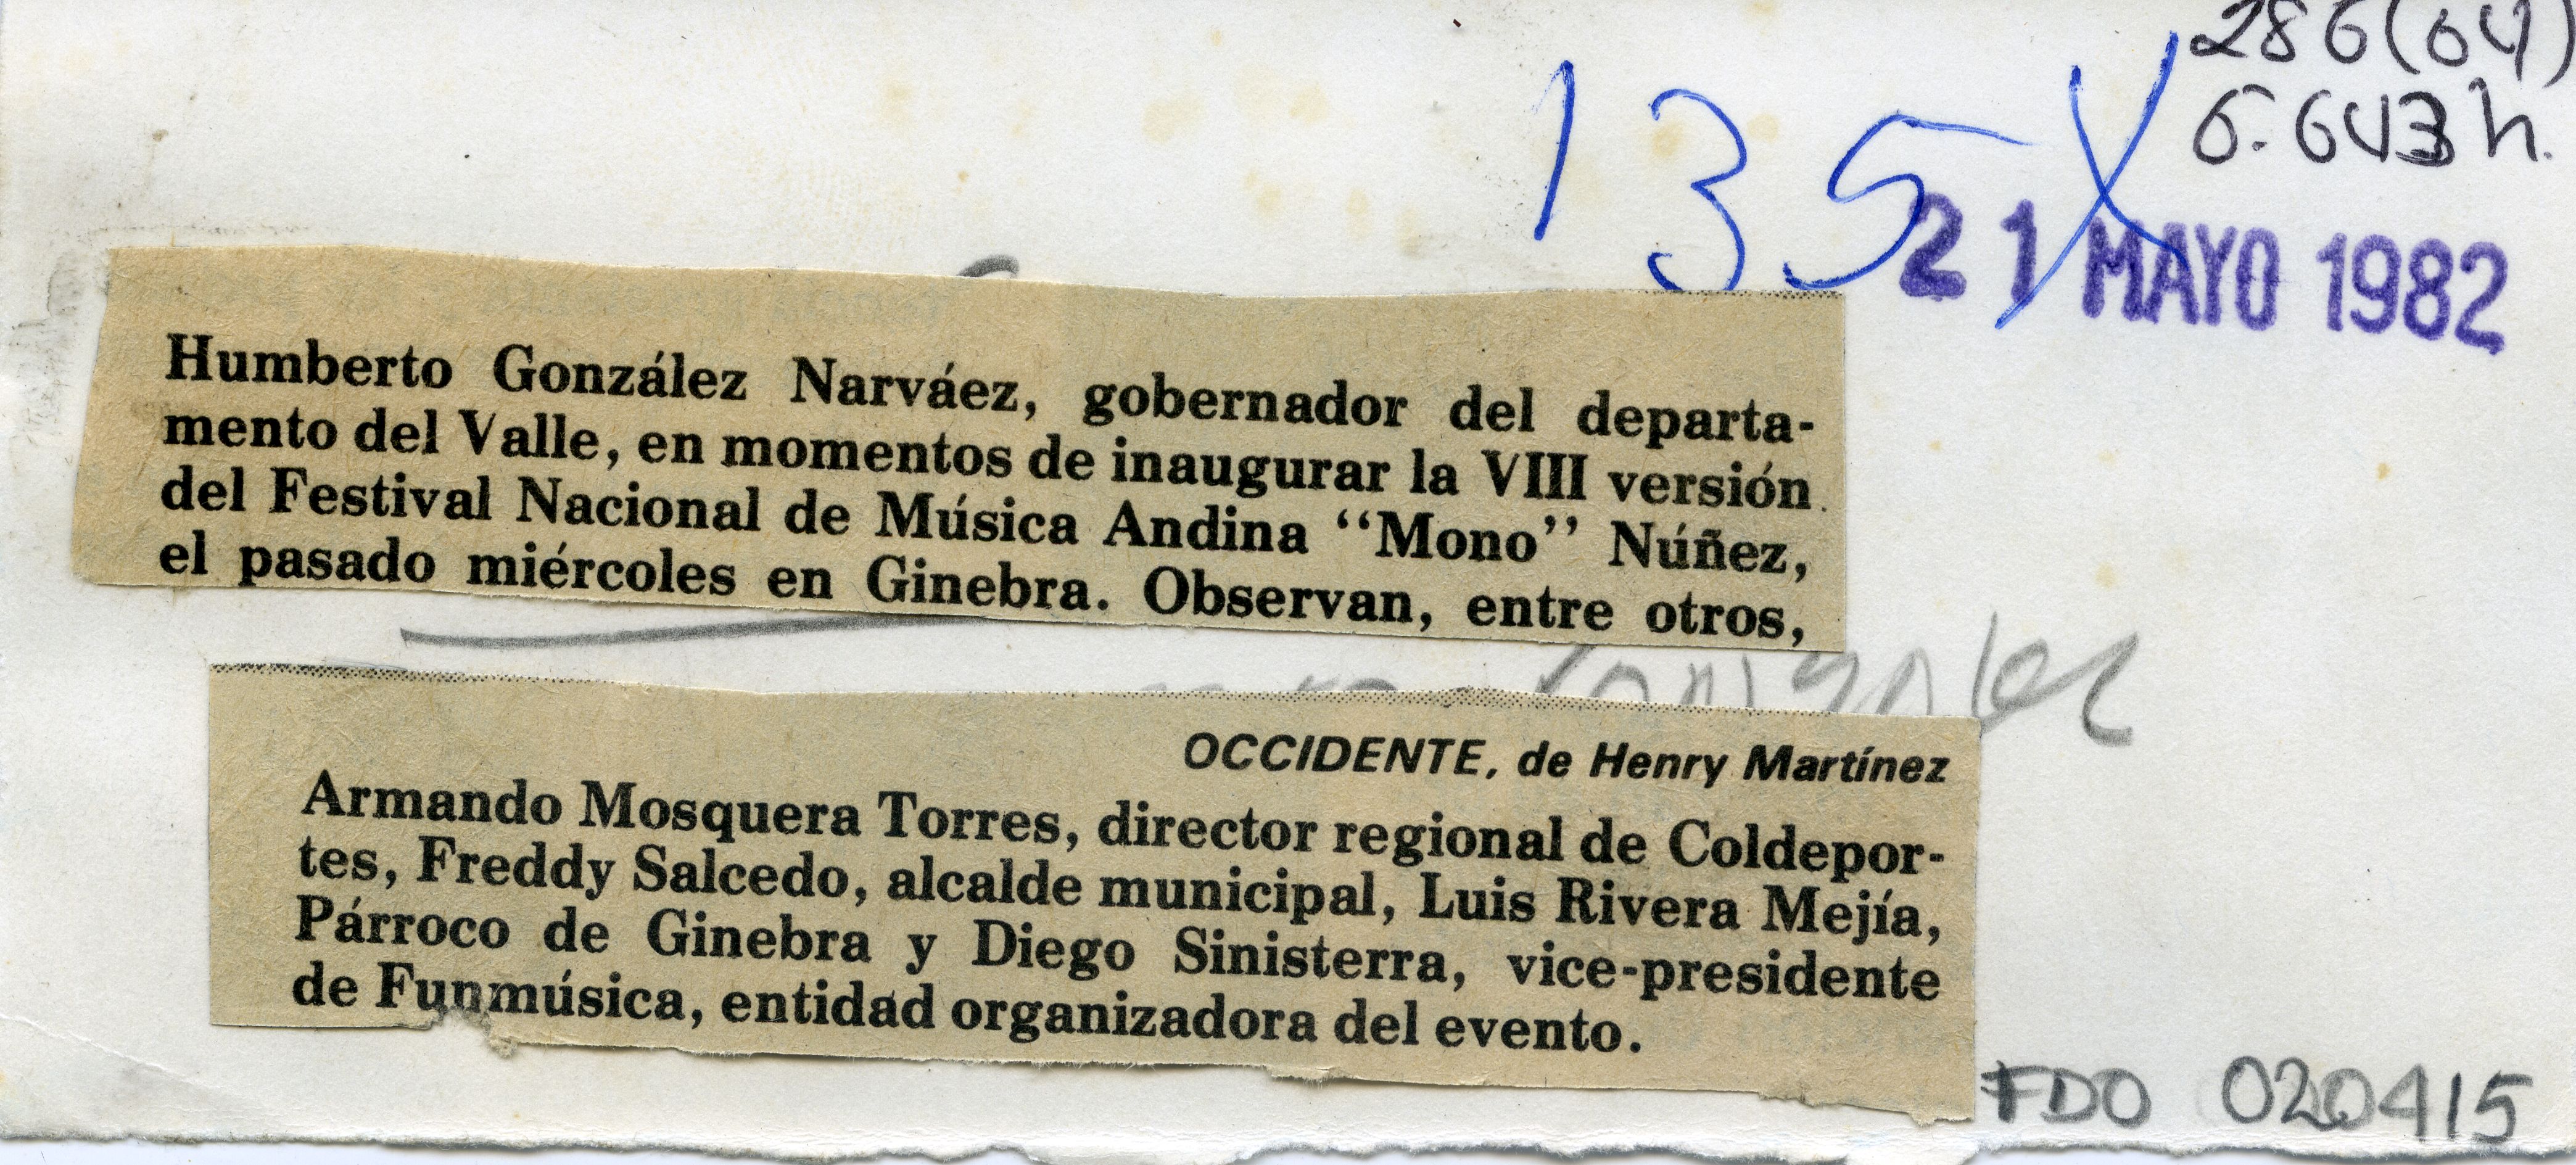 286(64)
6.643 h.
135X
21 MAYO 1982
Humberto González Narváez, gobernador del departa-
mento del Valle, en momentos de inaugurar la VIII versión
del Festival Nacional de Música Andina “Mono” Núñez,
el pasado miércoles en Ginebra. Observan, entre otros,
OCCIDENTE, de Henry Martínez
Armando Mosquera Torres, director regional de Coldepor-
tes, Freddy Salcedo, alcalde municipal, Luis Rivera Mejía,
Párroco de Ginebra y Diego Sinisterra, vice-presidente
de Funmúsica, entidad organizadora del evento.
FDO 020415